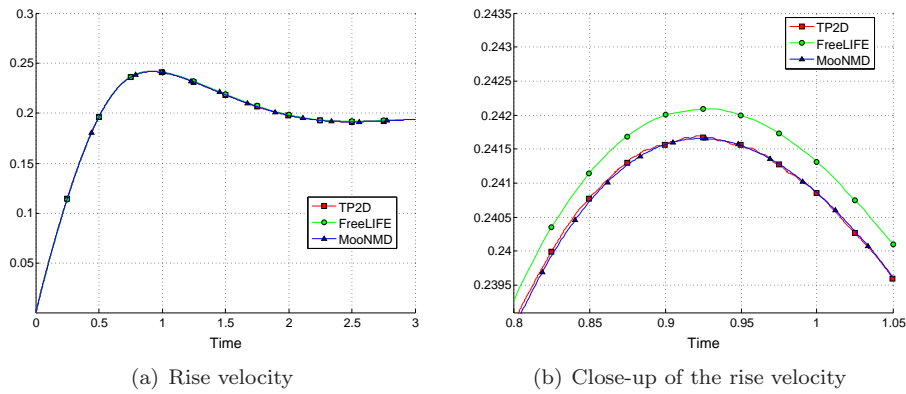 0.3
0.25
0.2
0.15
0.1
0.05
0
0.5
1
1.5
2
2.5
3
Time
TP2D
FreeLIFE
MooNMD
(a) Rise velocity
0.2435
0.243
0.2425
0.242
0.2415
0.241
0.2405
0.24
0.2395
0.8
0.85
0.9
0.95
1
1.05
Time
TP2D
FreeLIFE
MooNMD
(b) Close-up of the rise velocity